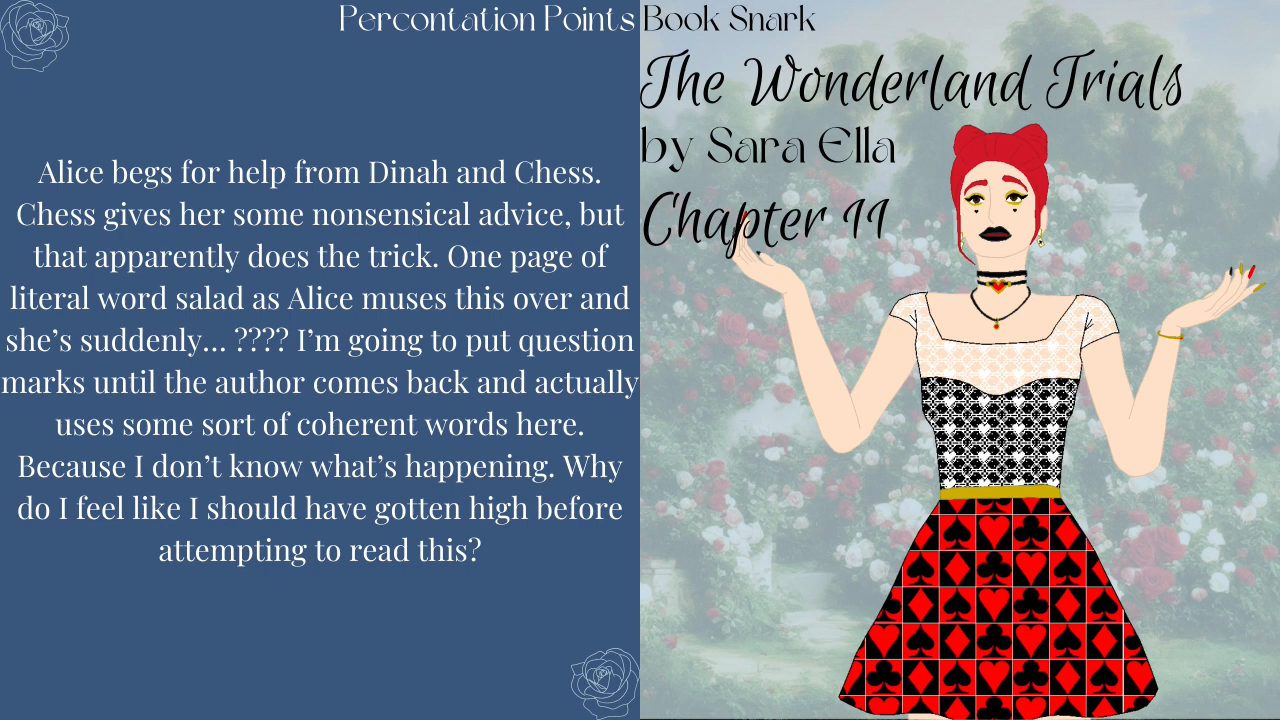 Percontation Points Book Snark
The Wonderland Trials
by Sara Ella
Chapter 11
Alice begs for help from Dinah and Chess.
Chess gives her some nonsensical advice, but
that apparently does the trick. One page of
literal word salad as Alice muses this over and
she’s suddenly... ???? I’m going to put question
marks until the author comes back and actually
uses some sort of coherent words here.
Because I don’t know what’s happening. Why
do I feel like I should have gotten high before
attempting to read this?